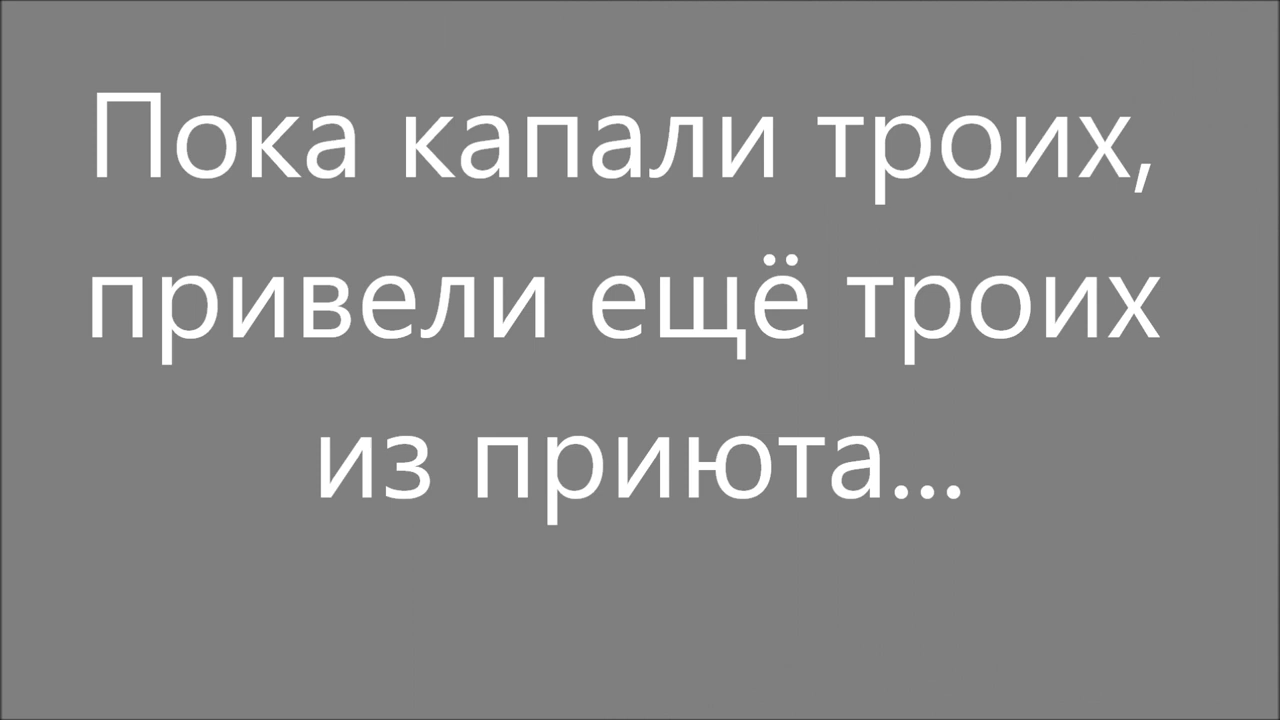 Пока капали троих,
привели ещё троих
из приюта...